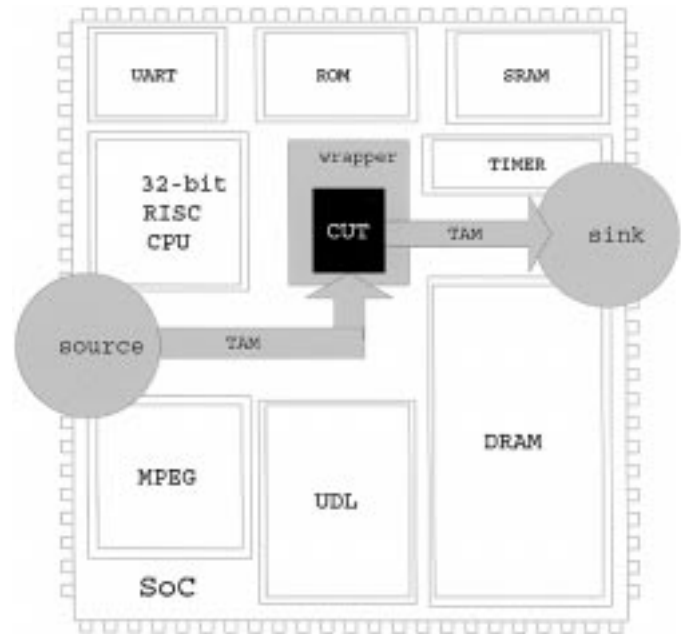 UART
ROM
SRAM
wrapper
TIMER
32-bit
RISC
CPU
CUT
TAM
sink
source
TAM
MPEG
UDL
DRAM
SoC